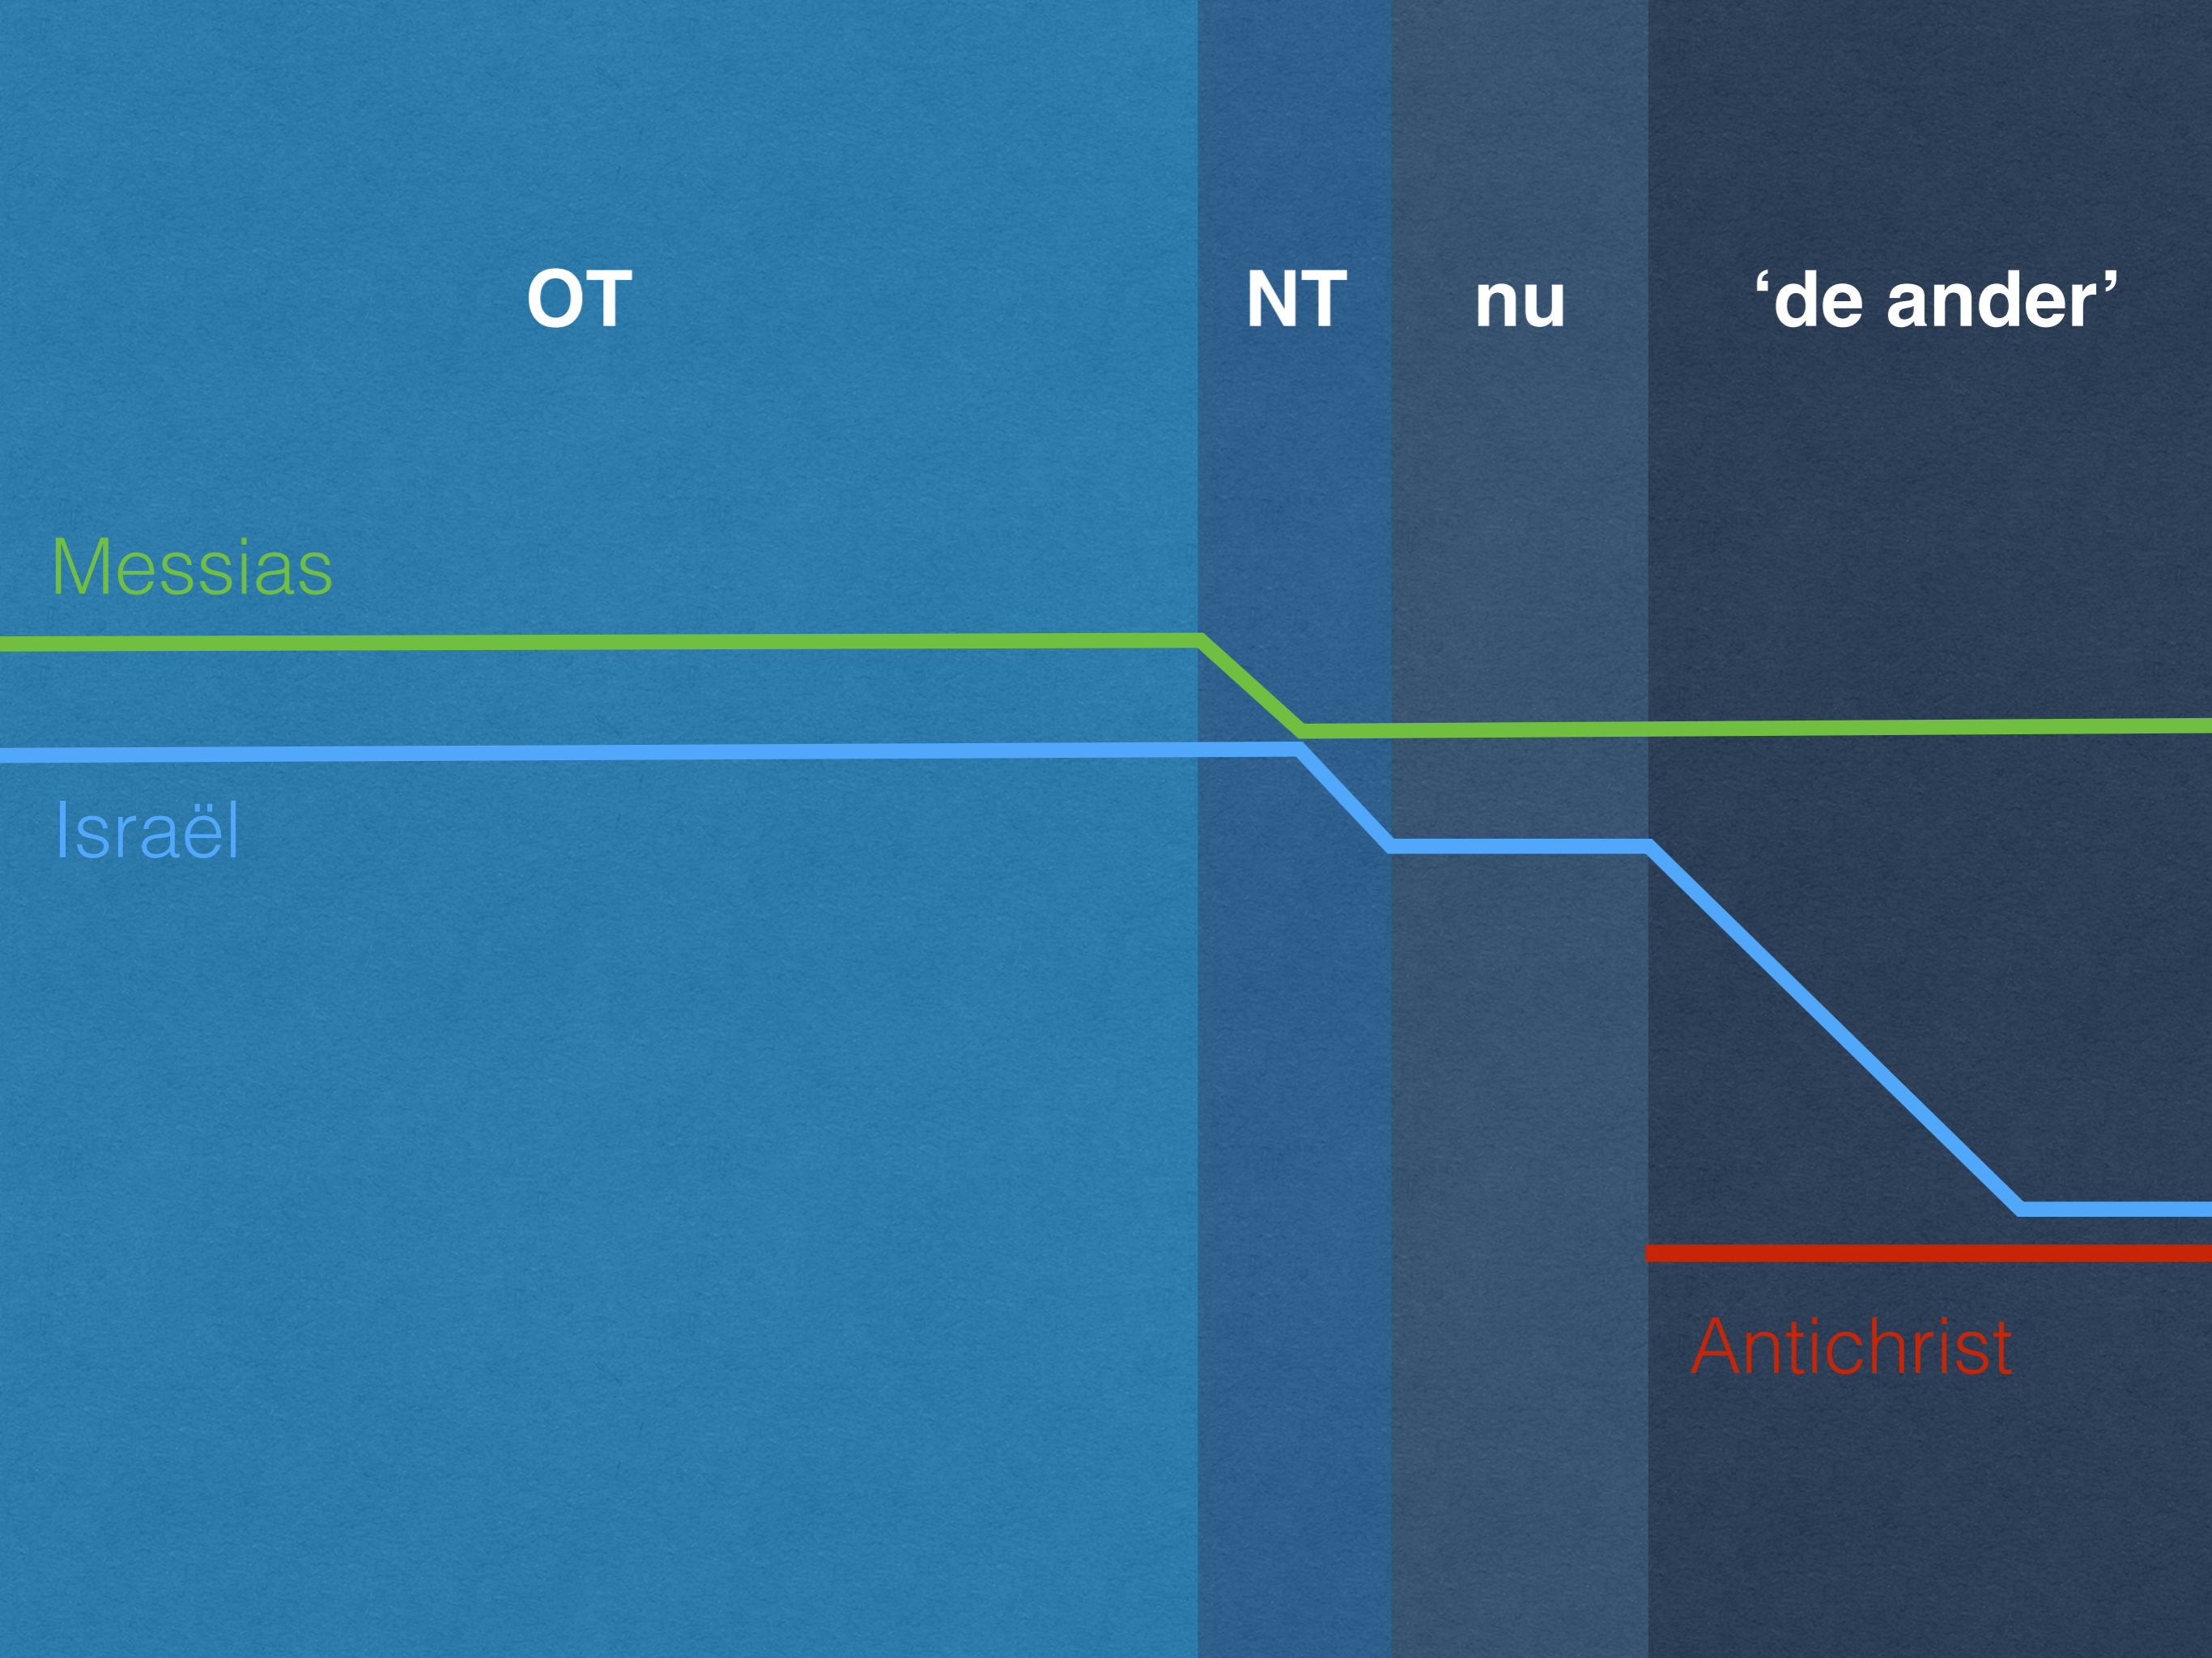 OT NT nu ‘de ander’
Messias
Israël
Antichrist